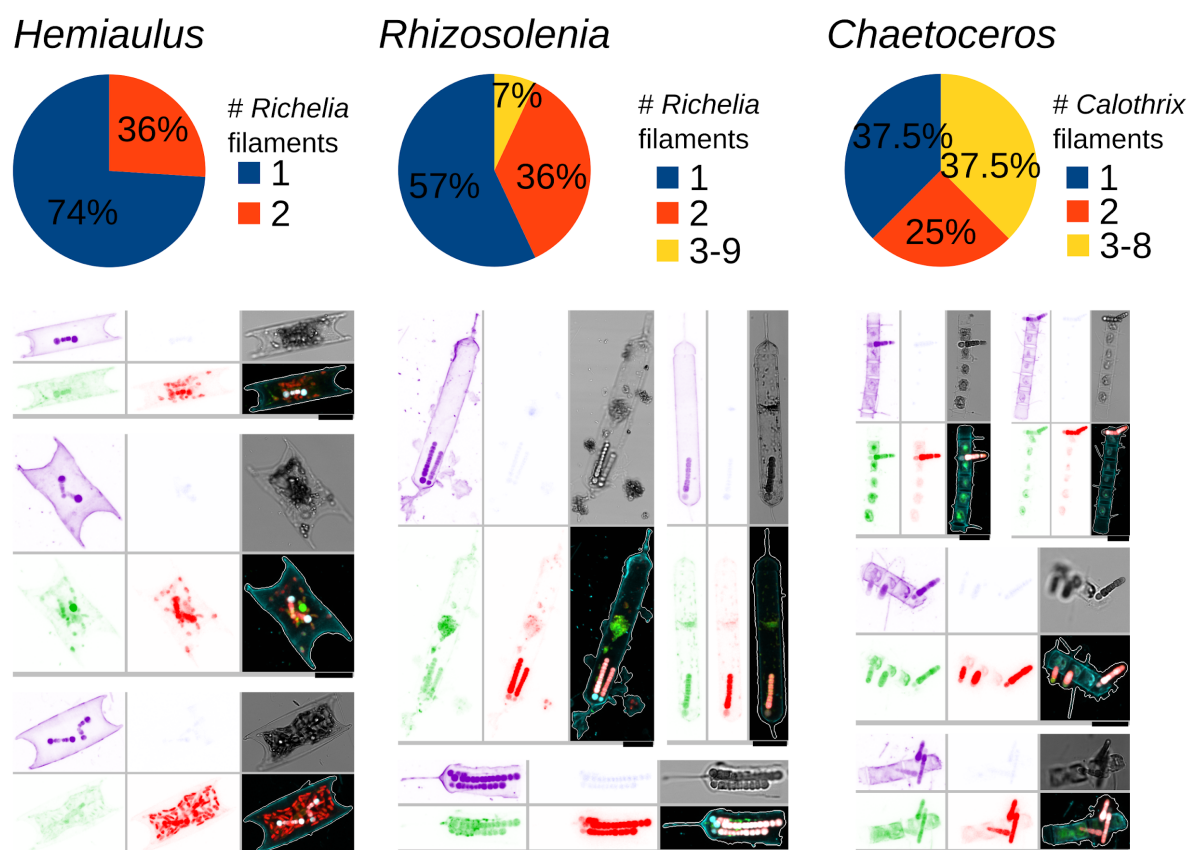 Hemiaulus
36%
74%
# Richelia
filaments
1
2
Rhizosolenia
7%
57%
36%
# Richelia
filaments
1
2
3-9
Chaetoceros
37.5%
37.5%
25%
# Calothrix
filaments
1
2
3-8